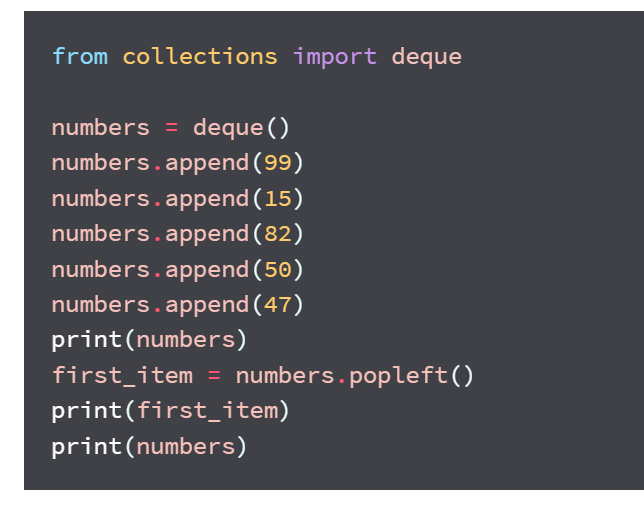 from collections import deque
numbers = deque()
numbers.append(99)
numbers.append(15)
numbers.append(82)
numbers.append(50)
numbers.append(47)
print(numbers)
first_item = numbers.popleft()
print(first_item)
print(numbers)